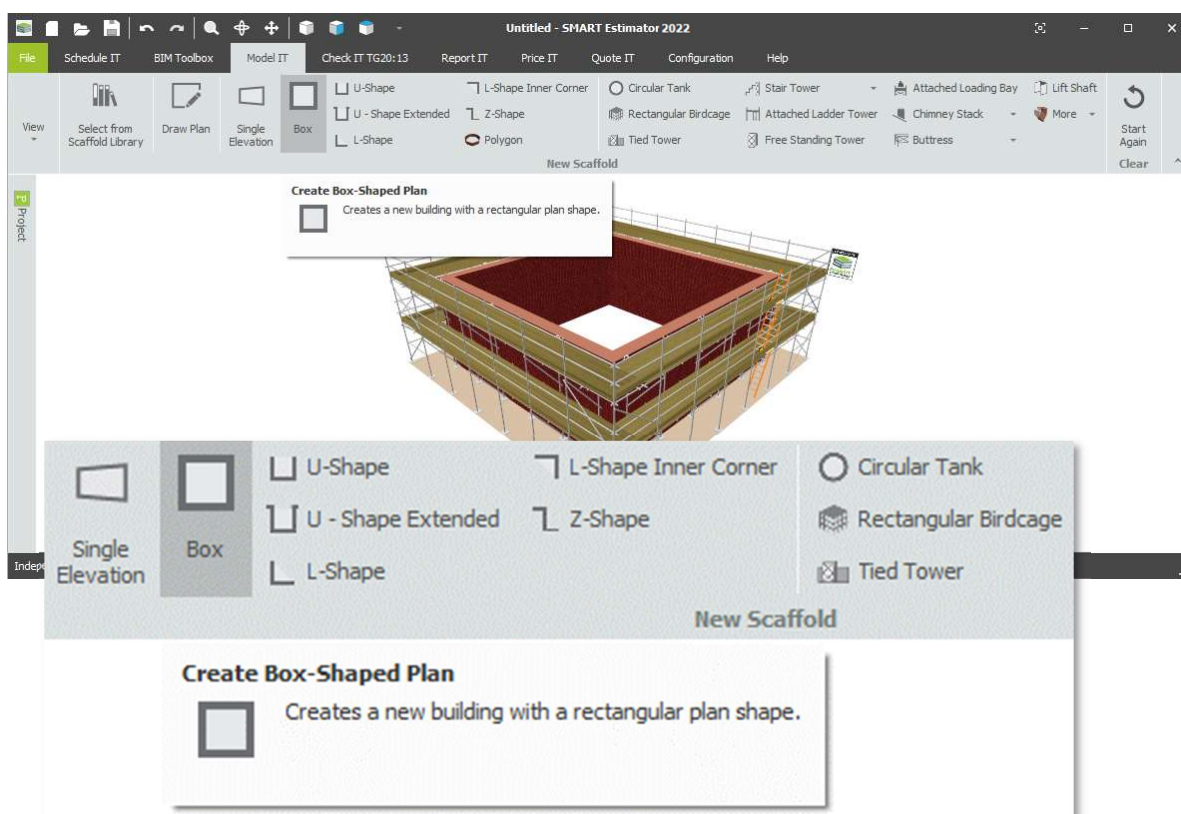 Untitled - SMART Estimator 2022
File Schedule IT BIM Toolbox Model IT Check IT TG20:13 Report IT Price IT Quote IT Configuration Help
U-Shape L-Shape Inner Corner Circular Tank Stair Tower Attached Loading Bay Lift Shaft
U - Shape Extended Z-Shape Rectangular Birdcage Attached Ladder Tower Chimney Stack More
L-Shape Polygon Tied Tower Free Standing Tower Buttress
View
Select from
Scaffold Library
Draw Plan
Single
Elevation
Box
Start
Again
New Scaffold Clear
Project
Create Box-Shaped Plan
Creates a new building with a rectangular plan shape.
U-Shape L-Shape Inner Corner Circular Tank
U - Shape Extended Z-Shape Rectangular Birdcage
L-Shape Tied Tower
Single
Elevation
Box
New Scaffold
Indepe
Create Box-Shaped Plan
Creates a new building with a rectangular plan shape.